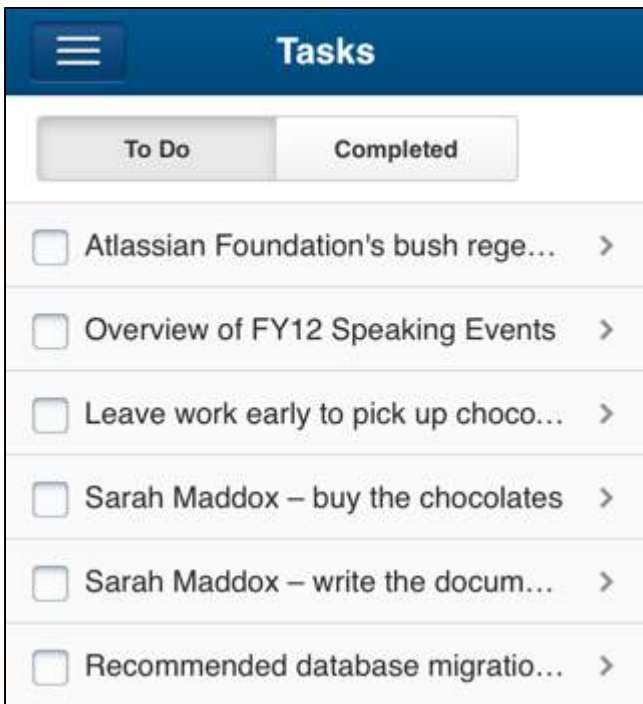 Tasks
To Do
Completed
Atlassian Foundation's bush rege…
Overview of FY12 Speaking Events
Leave work early to pick up choco…
Sarah Maddox – buy the chocolates
Sarah Maddox – write the docum…
Recommended database migratio…